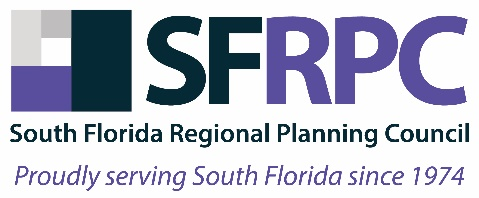 SFRPC
South Florida Regional Planning Council
Proudly serving South Florida since 1974